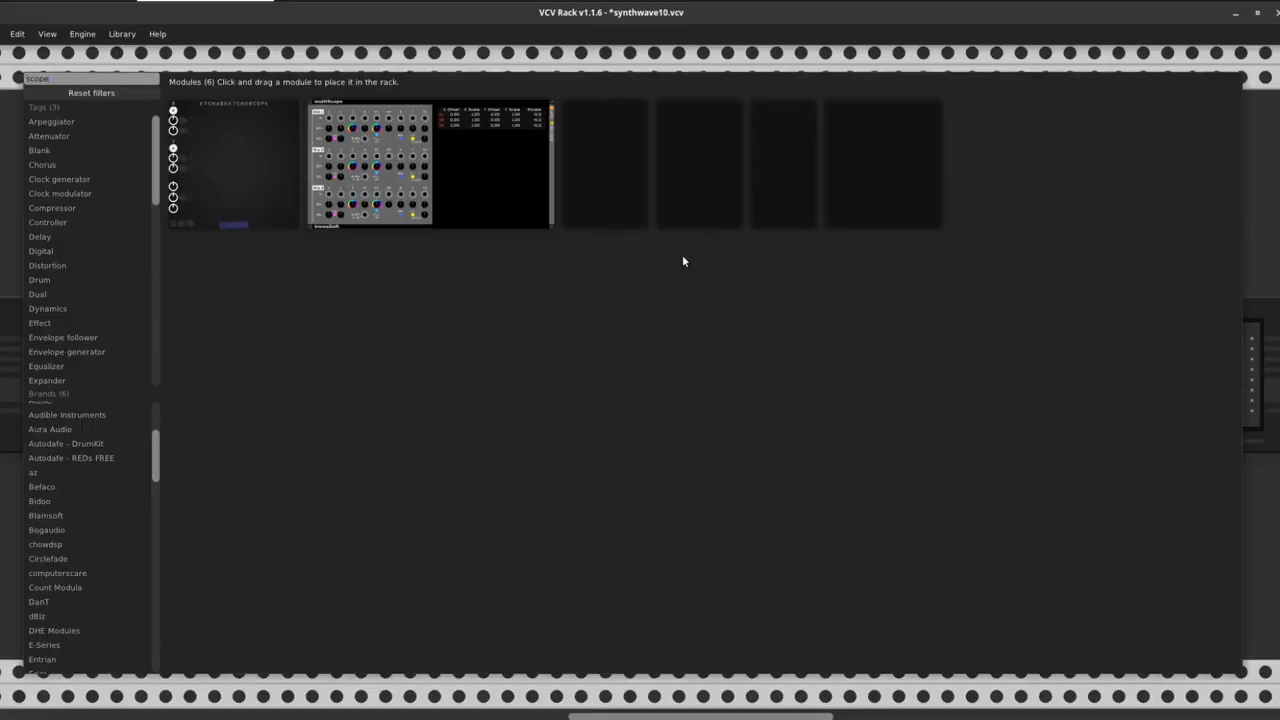 VCV Rack v1.1.6 - *synthwave10.vcv
Edit View Engine Library Help
scope
Modules (6) Click and drag a module to place it in the rack.
Reset filters
Tags (3)
Arpeggiator
Attenuator
Blank
Chorus
Clock generator
Clock modulator
Compressor
Controller
Delay
Digital
Distortion
Drum
Dual
Dynamics
Effect
Envelope follower
Envelope generator
Equalizer
Expander
Brands (6)
Audible Instruments
Aura Audio
Autodafe - DrumKit
Autodafe - REDs FREE
az
Befaco
Bidoo
Blamsoft
Bogaudio
chowdsp
Circlefade
computerscare
Count Modula
DanT
dBiz
DHE Modules
E-Series
Entrian
ETCHASKETCHOSCOPE
multiScope
trowaSoft